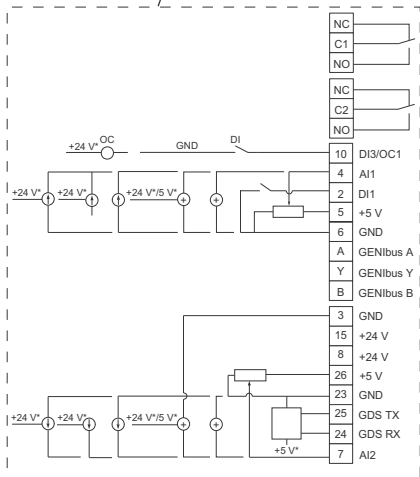 NC
C1
NO
NC
C2
NO
+24 V* OC GND DI 10 DI3/OC1
4 AI1
+24 V* +24 V* +24 V*/5 V* 2 DI1
5 +5 V
6 GND
A GENIbus A
Y GENIbus Y
B GENIbus B
3 GND
15 +24 V
8 +24 V
26 +5 V
23 GND
+24 V* +24 V* +24 V*/5 V* 25 GDS TX
24 GDS RX
+5 V* 7 AI2